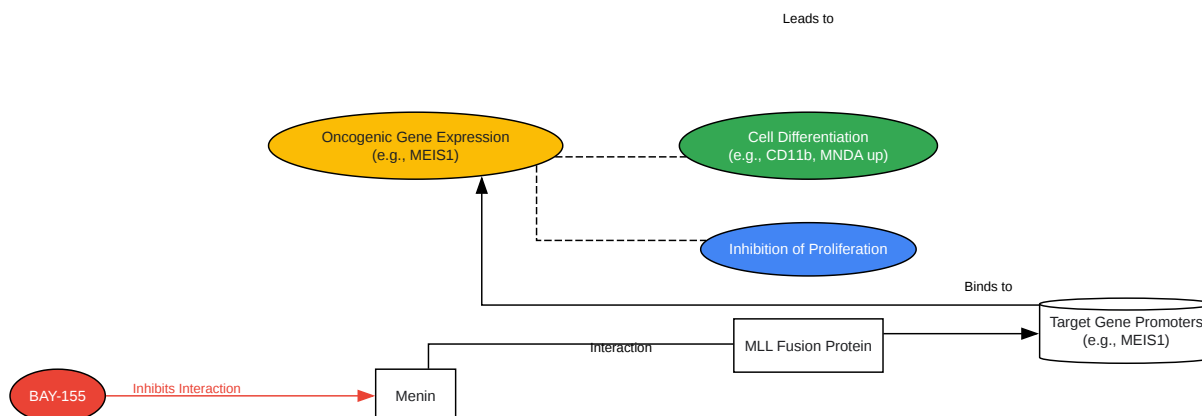 Leads to
Oncogenic Gene Expression
(e.g., MEIS1)
Cell Differentiation
(e.g., CD11b, MNDA up)
Inhibition of Proliferation
Binds to
Target Gene Promoters
(e.g., MEIS1)
Interaction
MLL Fusion Protein
BAY-155
Inhibits Interaction
Menin